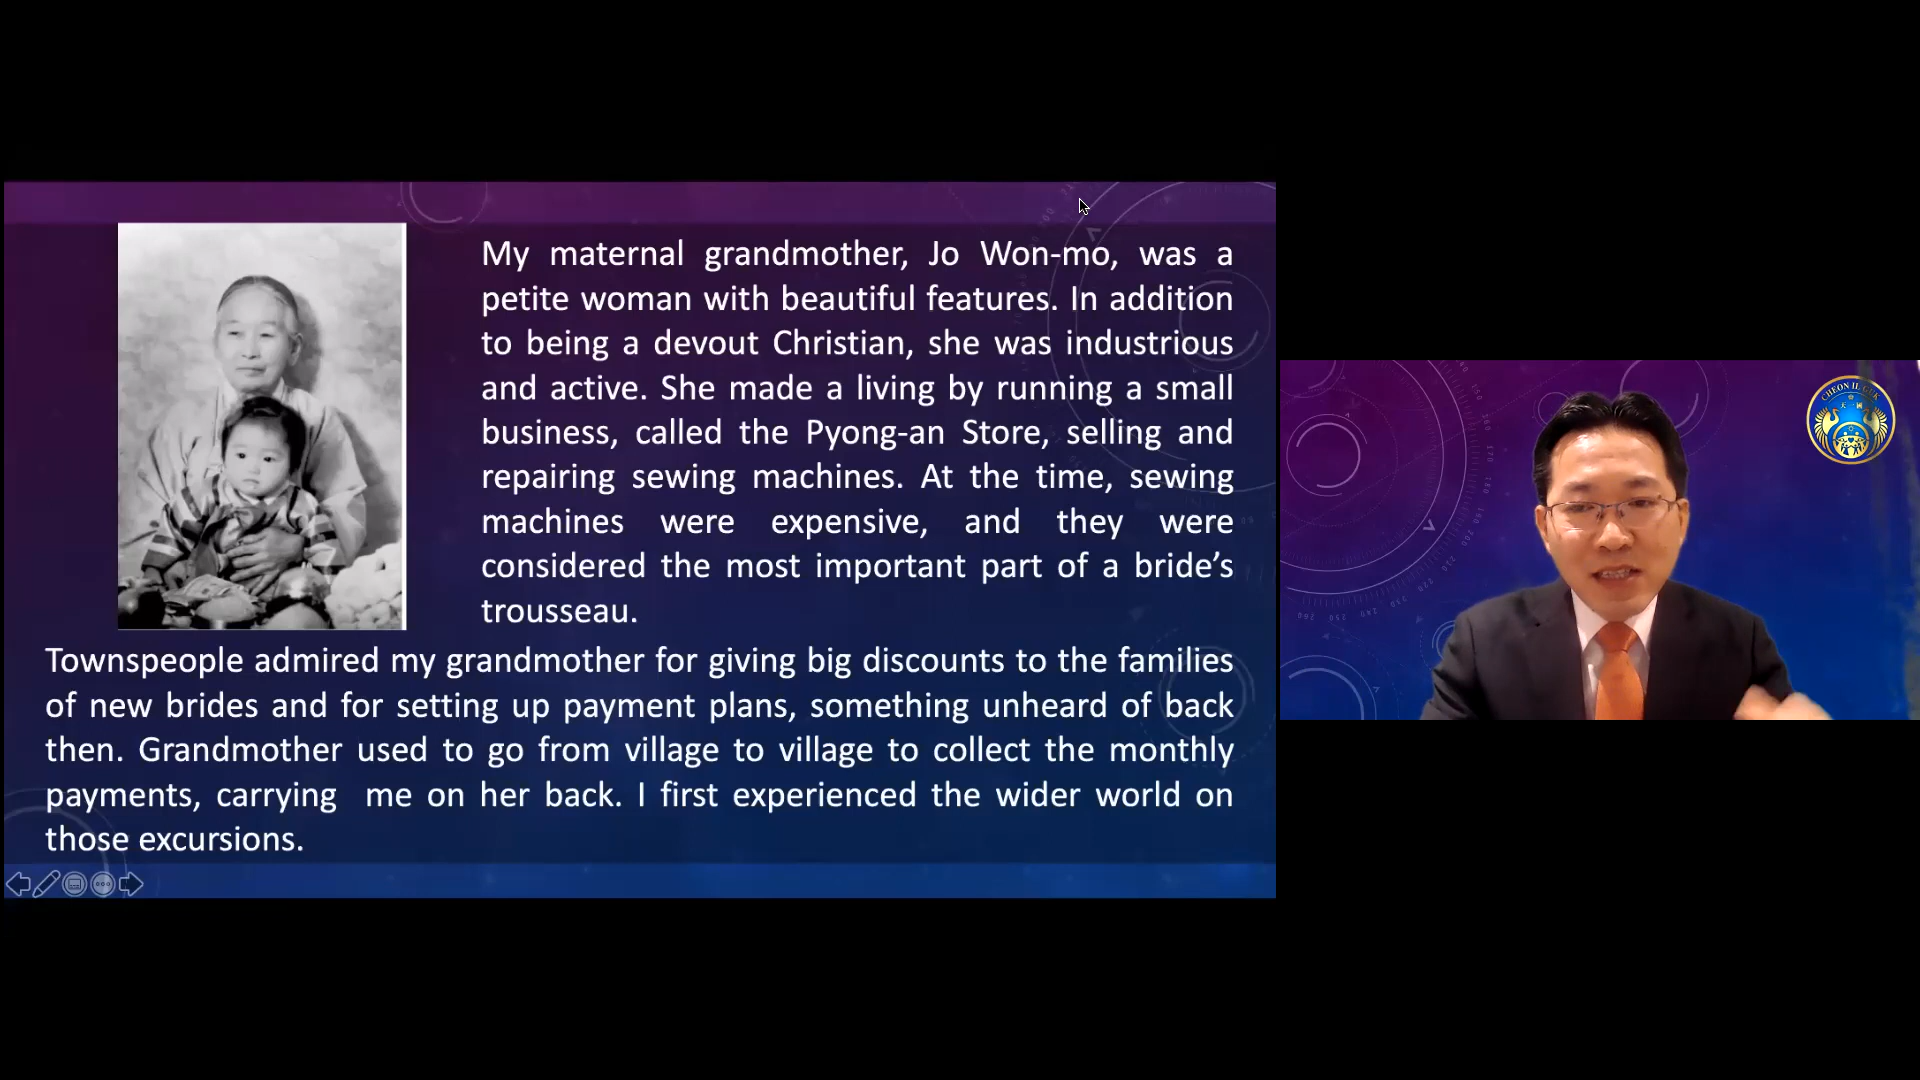 My maternal grandmother, Jo Won-mo, was a
petite woman with beautiful features. In addition
to being a devout Christian, she was industrious
and active. She made a living by running a small
business, called the Pyong-an Store, selling and
repairing sewing machines. At the time, sewing
machines were expensive, and they were
considered the most important part of a bride’s
trousseau.
Townspeople admired my grandmother for giving big discounts to the families
of new brides and for setting up payment plans, something unheard of back
then. Grandmother used to go from village to village to collect the monthly
payments, carrying me on her back. I first experienced the wider world on
those excursions.
CHEON IL GUK